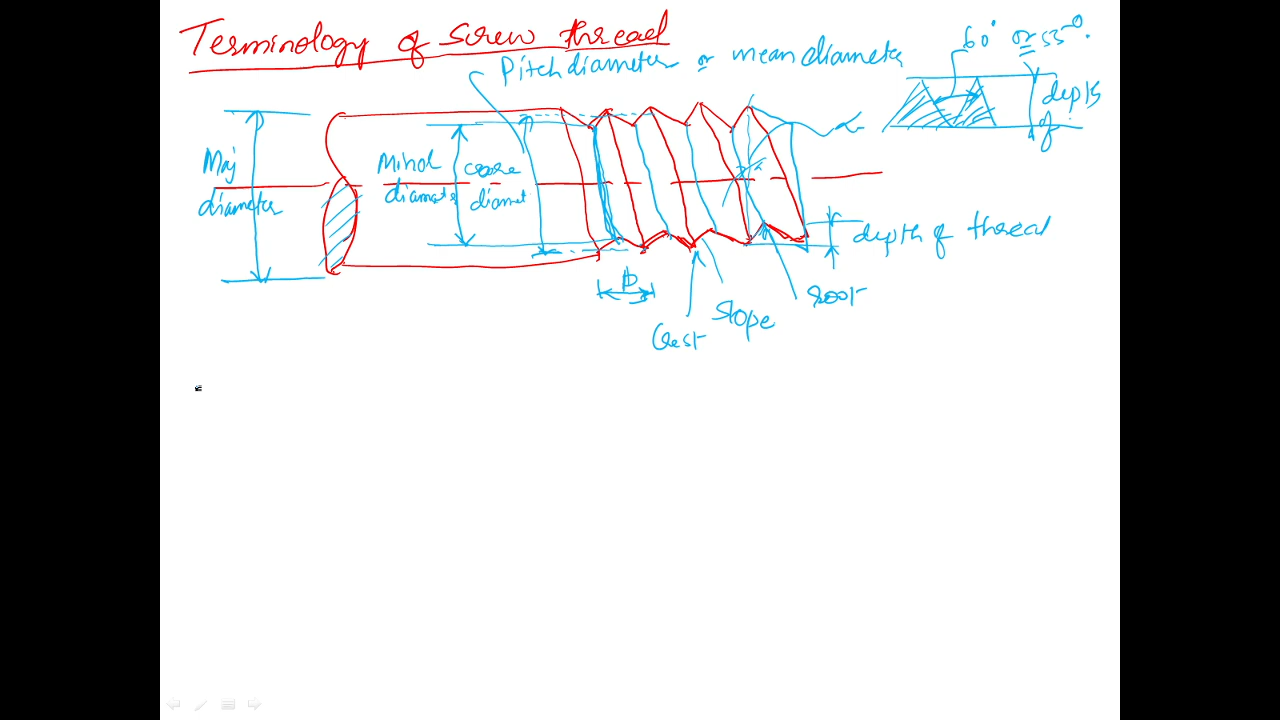 Terminology of Screw thread
Pitch diameter or mean diameter
60° or 55°.
depth
of
α
Maj
diameter
Minor
diameter
core
diamet
depth of thread
p
root
Slope
Crest